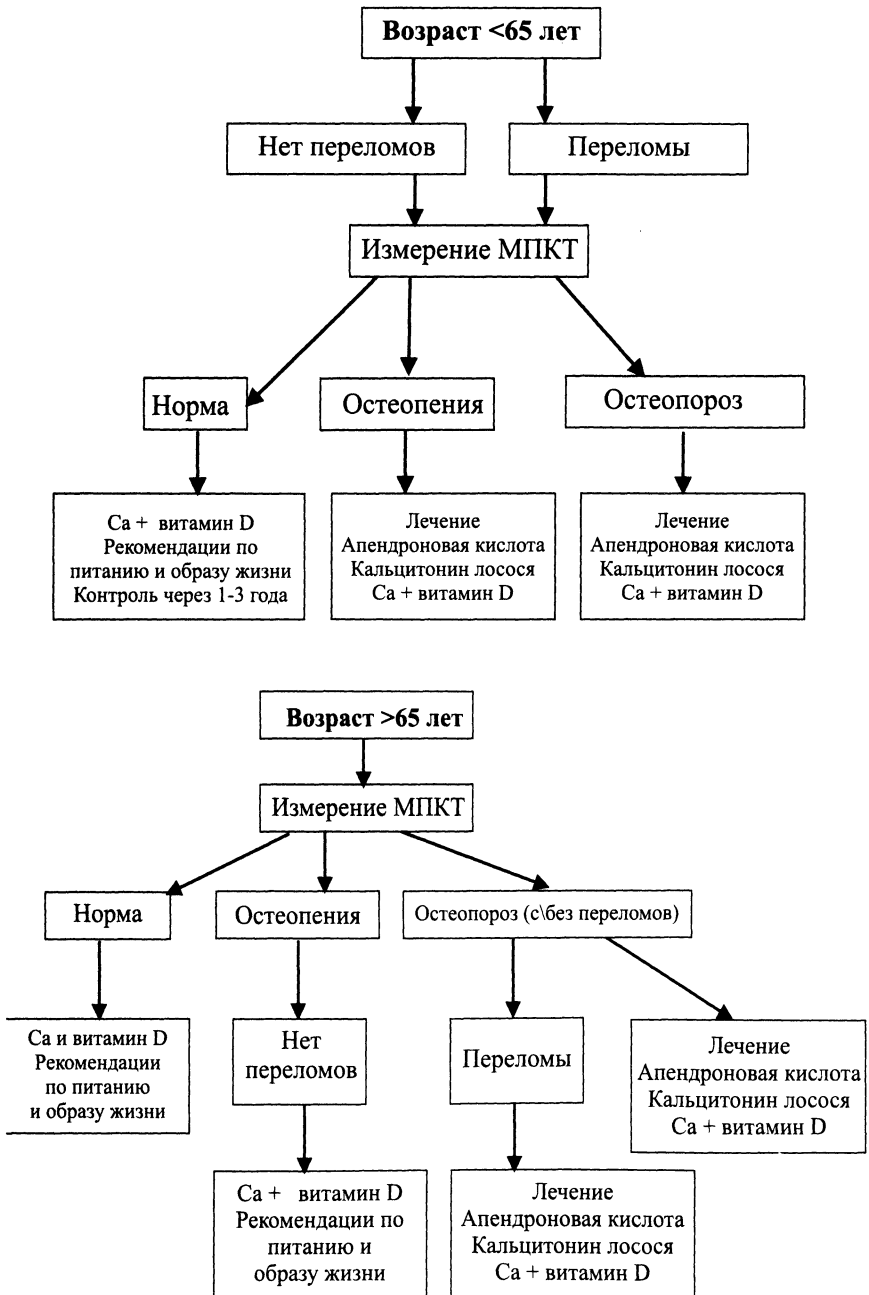 Возраст <65 лет
Нет переломов
Переломы
Измерение МПКТ
Норма
Остеопения
Остеопороз
Са + витамин D
Рекомендации по
питанию и образу жизни
Контроль через 1-3 года
Лечение
Апендроновая кислота
Кальцитонин лосося
Са + витамин D
Лечение
Апендроновая кислота
Кальцитонин лосося
Са + витамин D
Возраст >65 лет
Измерение МПКТ
Норма
Остеопения
Остеопороз (с\без переломов)
Са и витамин D
Рекомендации
по питанию
и образу жизни
Нет
переломов
Переломы
Лечение
Апендроновая кислота
Кальцитонин лосося
Са + витамин D
Са + витамин D
Рекомендации по
питанию и
образу жизни
Лечение
Апендроновая кислота
Кальцитонин лосося
Са + витамин D